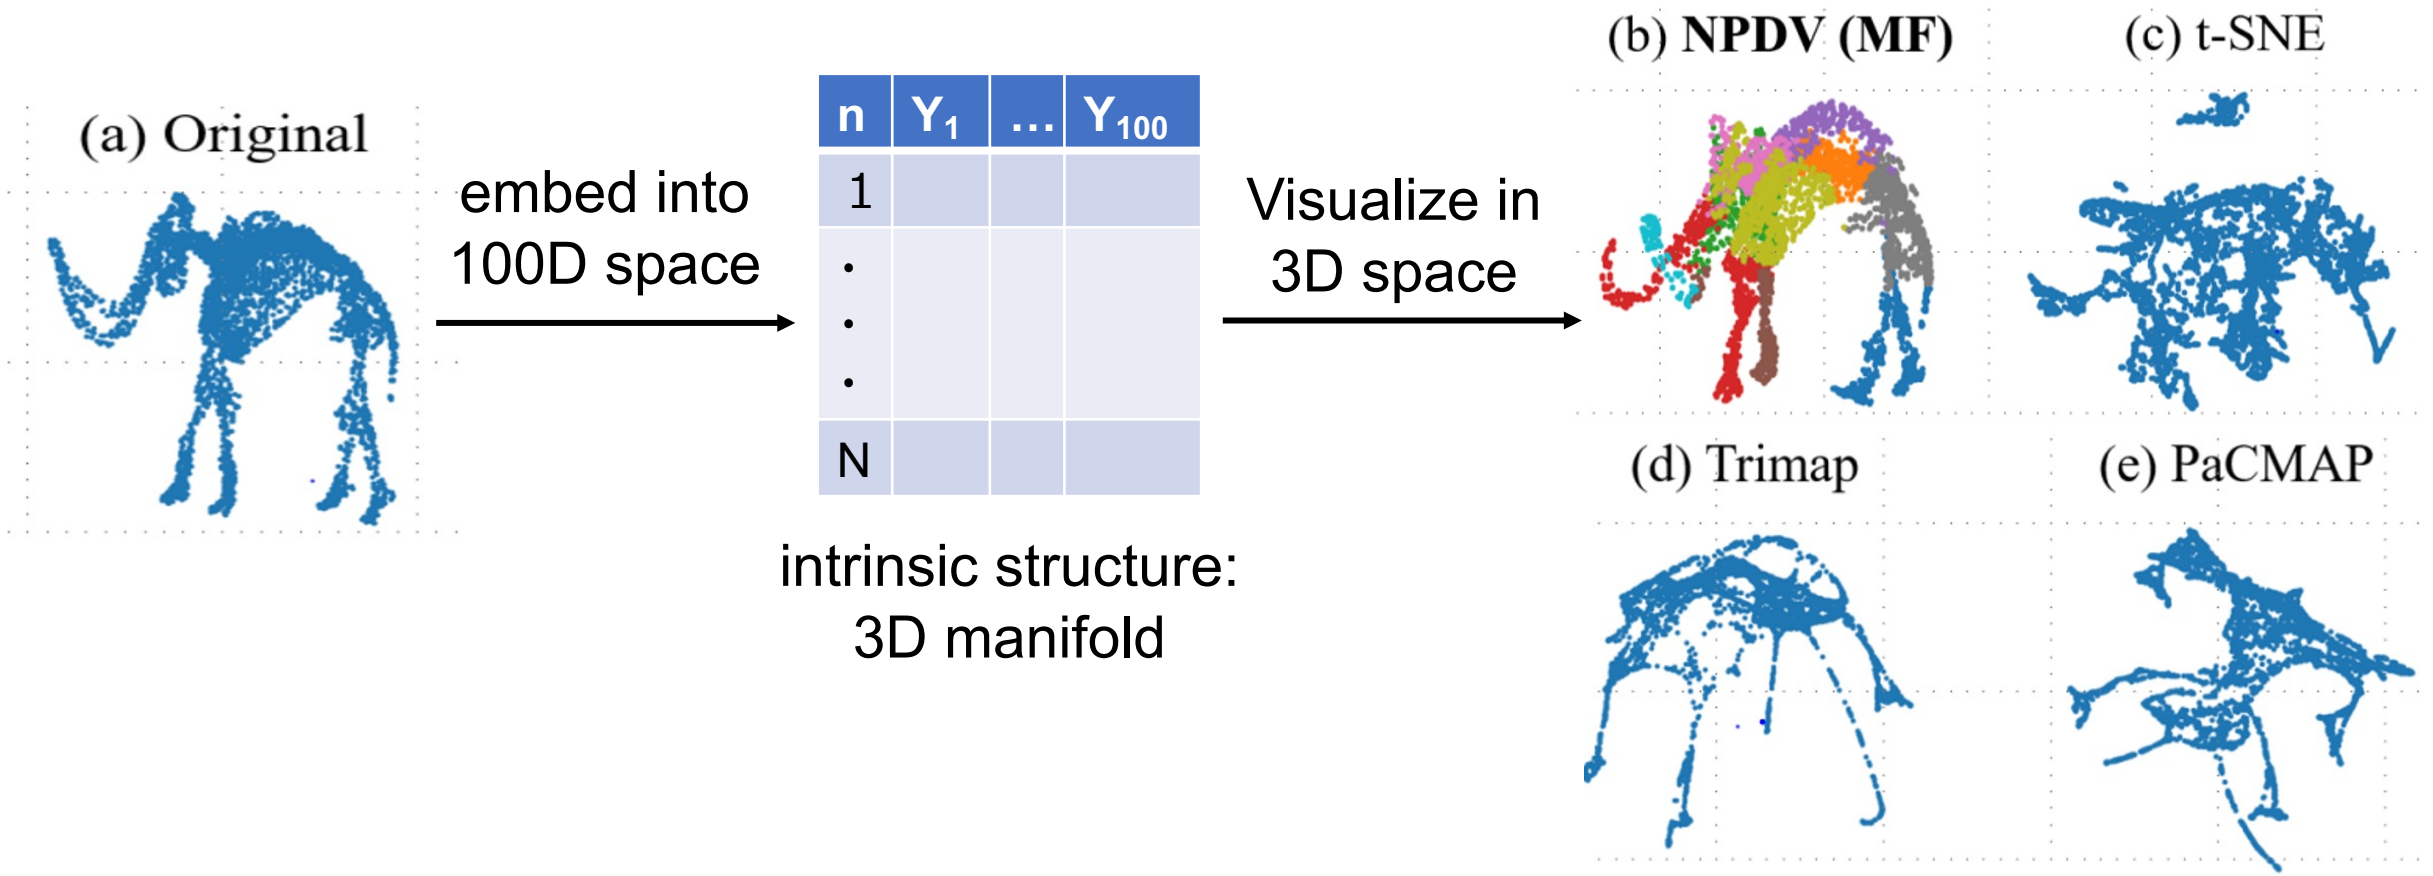 (a) Original
embed into
100D space
n Y₁ … Y₁₀₀
1
.
.
.
N
intrinsic structure:
3D manifold
Visualize in
3D space
(b) NPDV (MF)
(c) t-SNE
(d) Trimap
(e) PaCMAP